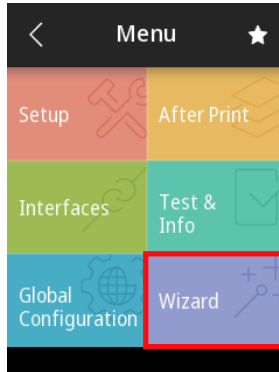 Menu
Setup
After Print
Interfaces
Test &
Info
Global
Configuration
Wizard